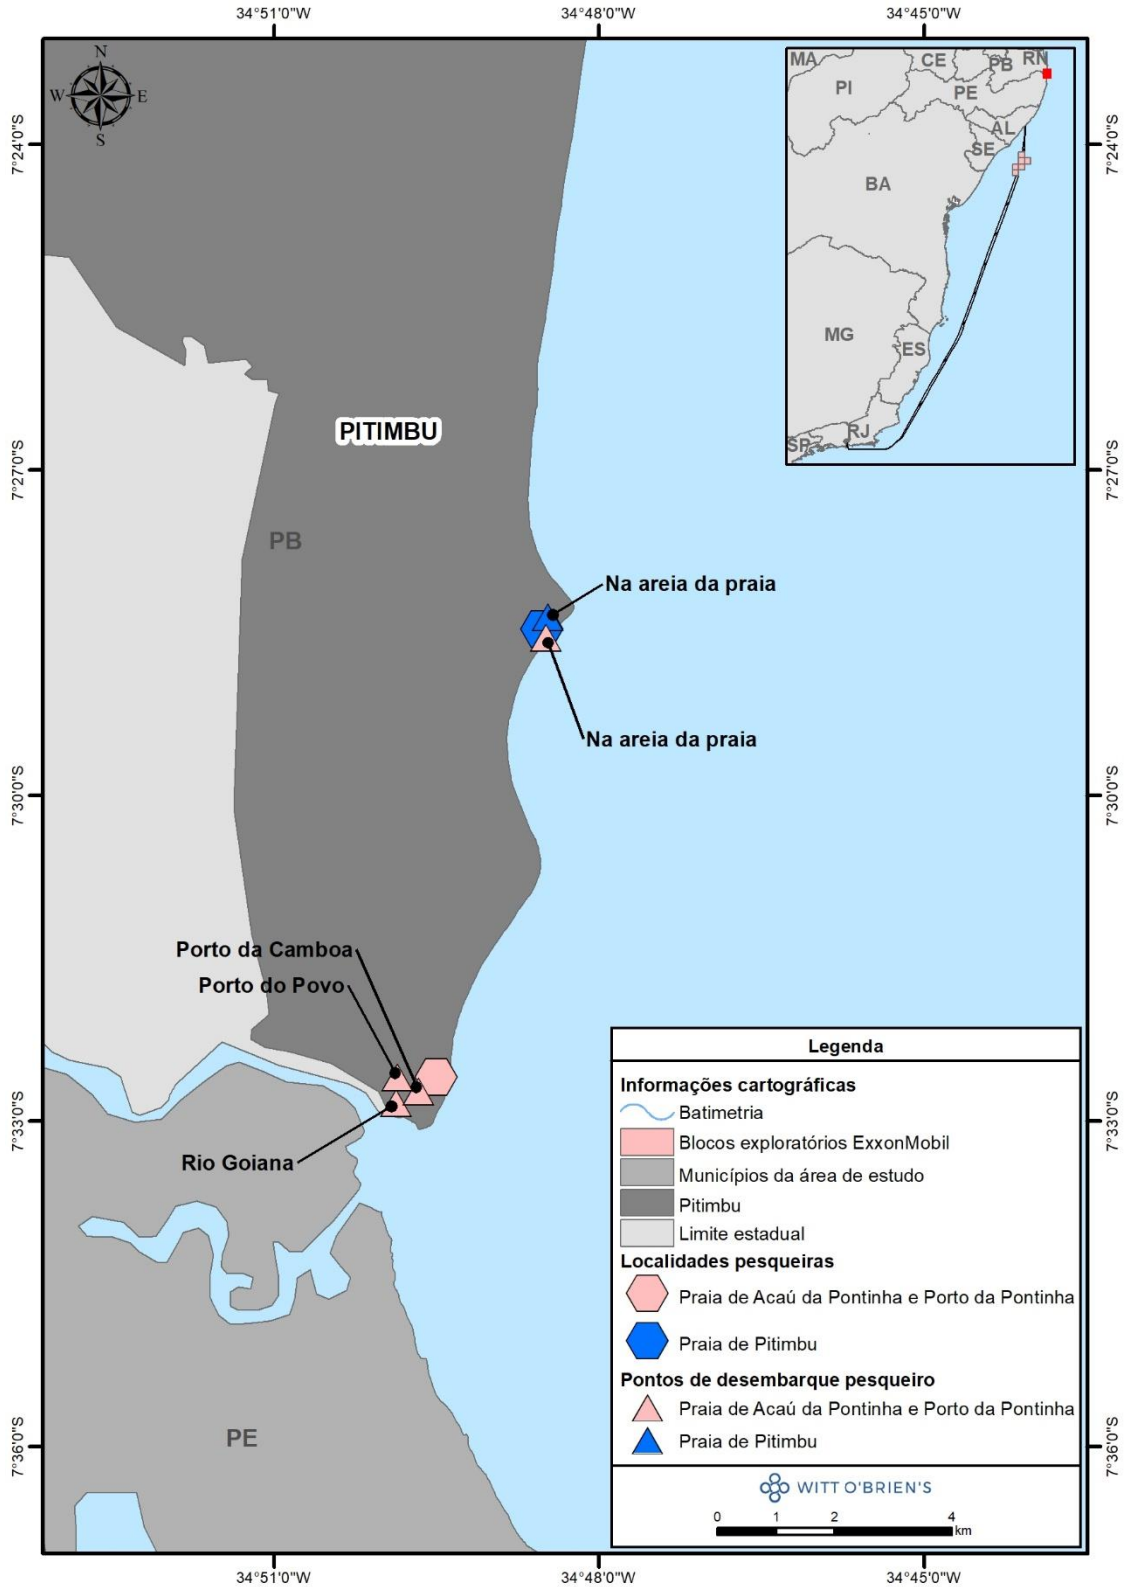 34°51'0"W
34°48'0"W
34°45'0"W
N
W
E
S
MA
CE
PB
RN
PI
PE
AL
SE
BA
MG
ES
RJ
SP
7°24'0"S
7°24'0"S
PITIMBU
7°27'0"S
7°27'0"S
PB
Na areia da praia
Na areia da praia
7°30'0"S
7°30'0"S
Porto da Camboa
Porto do Povo
Rio Goiana
7°33'0"S
7°33'0"S
PE
7°36'0"S
7°36'0"S
Legenda
Informações cartográficas
Batimetria
Blocos exploratórios ExxonMobil
Municípios da área de estudo
Pitimbu
Limite estadual
Localidades pesqueiras
Praia de Acaú da Pontinha e Porto da Pontinha
Praia de Pitimbu
Pontos de desembarque pesqueiro
Praia de Acaú da Pontinha e Porto da Pontinha
Praia de Pitimbu
WITT O'BRIEN'S
0 1 2 4
km
34°51'0"W
34°48'0"W
34°45'0"W